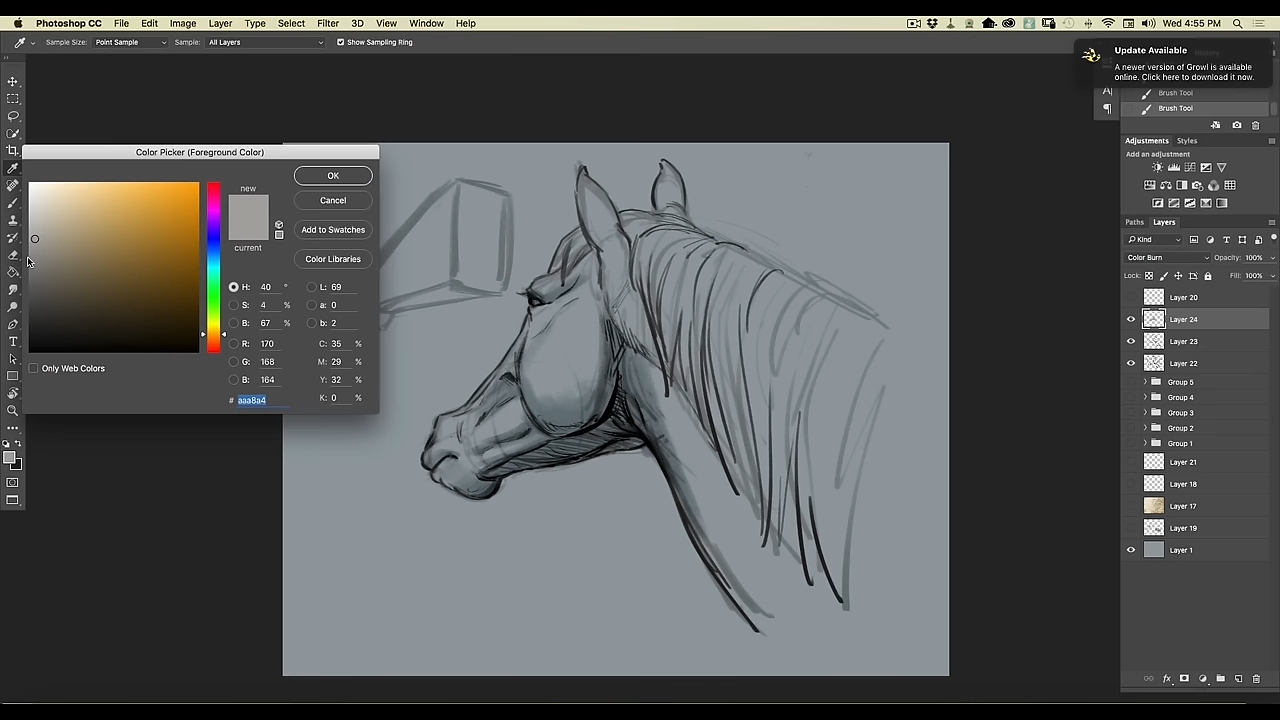 Photoshop CC File Edit Image Layer Type Select Filter 3D View Window Help Wed 4:55 PM
Sample Size: Point Sample Sample: All Layers Show Sampling Ring
Update Available
A newer version of Growl is available online. Click here to download it now.
Brush Tool
Brush Tool
Adjustments Styles
Add an adjustment
Paths Layers
Kind
Color Burn Opacity: 100%
Lock: Fill: 100%
Layer 20
Layer 24
Layer 23
Layer 22
Group 5
Group 4
Group 3
Group 2
Group 1
Layer 21
Layer 18
Layer 17
Layer 19
Layer 1
Color Picker (Foreground Color)
new
current
OK
Cancel
Add to Swatches
Color Libraries
H: 40 ° L: 69
S: 4 % a: 0
B: 67 % b: 2
R: 170 C: 35 %
G: 168 M: 29 %
B: 164 Y: 32 %
# aaa8a4 K: 0 %
Only Web Colors